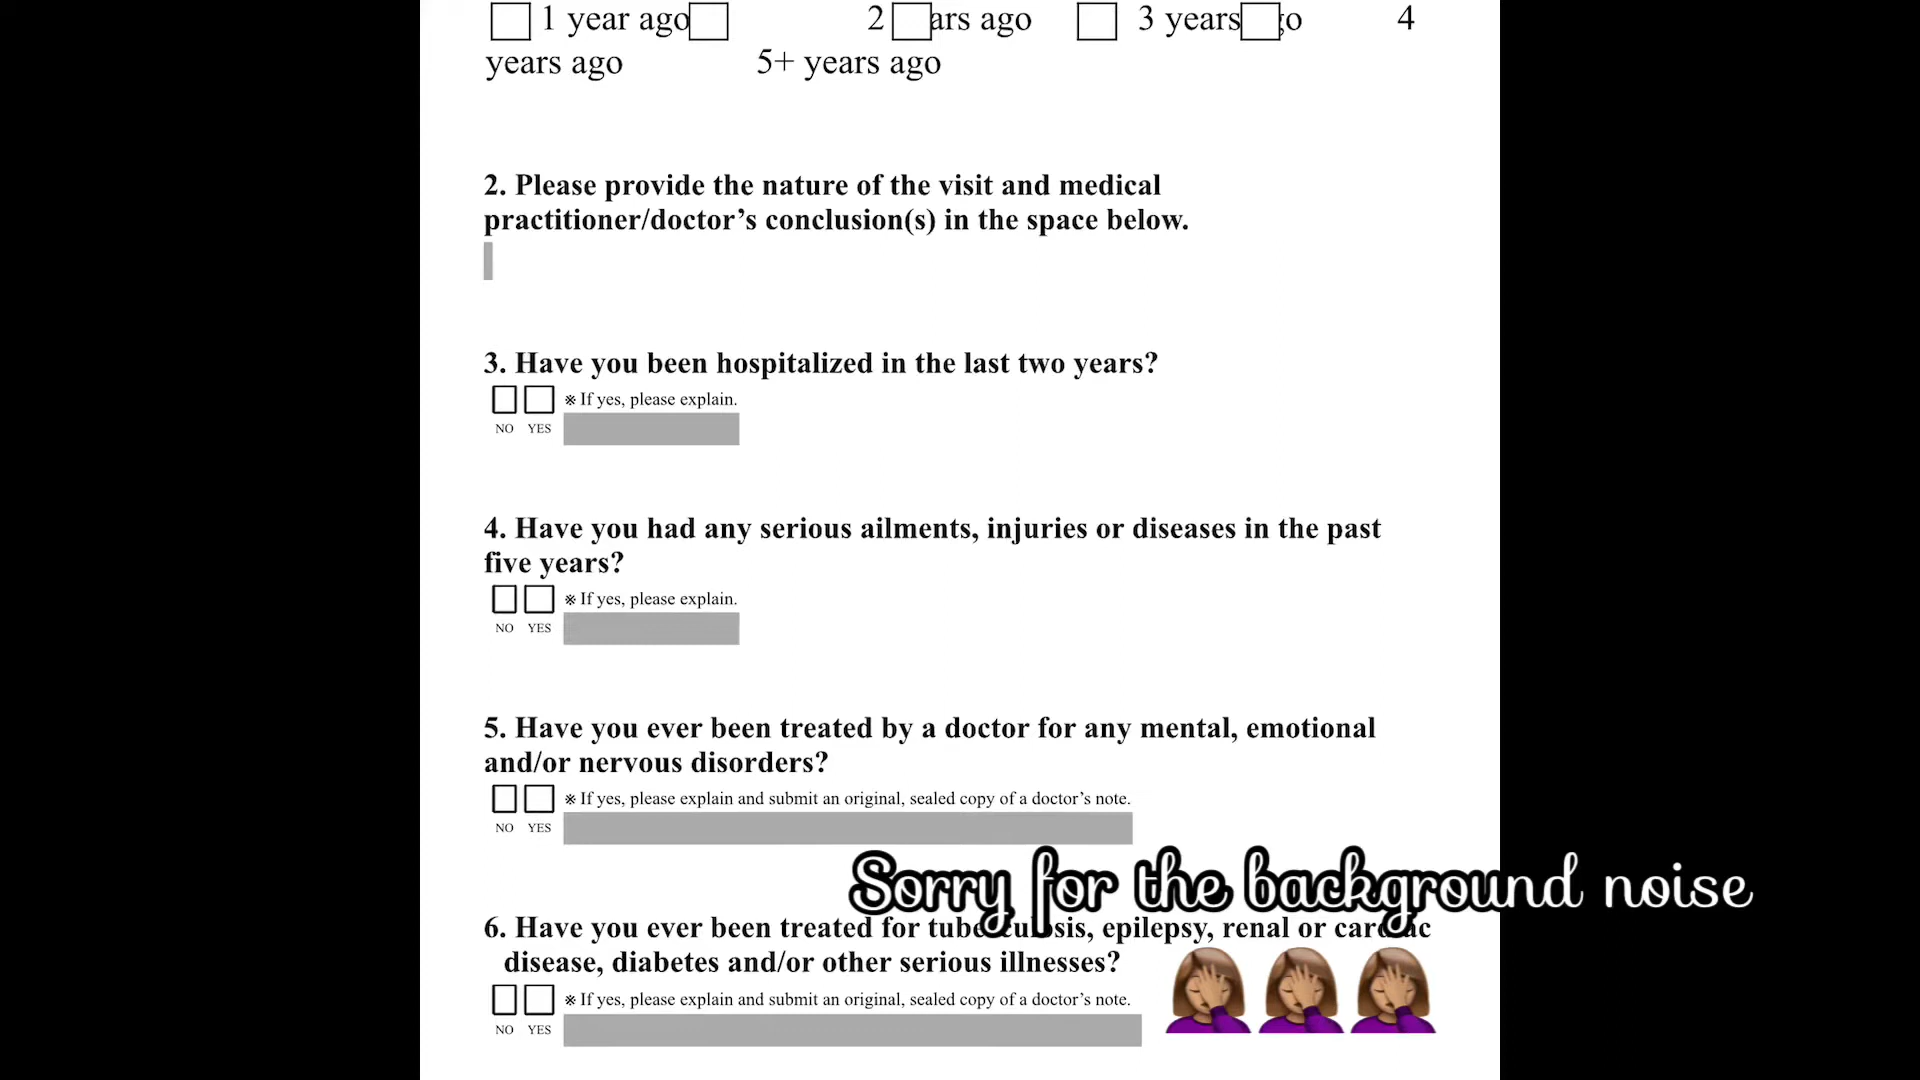 1 year ago 2 ars ago 3 years go 4
years ago 5+ years ago
2. Please provide the nature of the visit and medical
practitioner/doctor’s conclusion(s) in the space below.
3. Have you been hospitalized in the last two years?
※ If yes, please explain.
NO YES
4. Have you had any serious ailments, injuries or diseases in the past
five years?
※ If yes, please explain.
NO YES
5. Have you ever been treated by a doctor for any mental, emotional
and/or nervous disorders?
※ If yes, please explain and submit an original, sealed copy of a doctor’s note.
NO YES
Sorry for the background noise
6. Have you ever been treated for tuberculosis, epilepsy, renal or cardiac
disease, diabetes and/or other serious illnesses?
※ If yes, please explain and submit an original, sealed copy of a doctor’s note.
NO YES